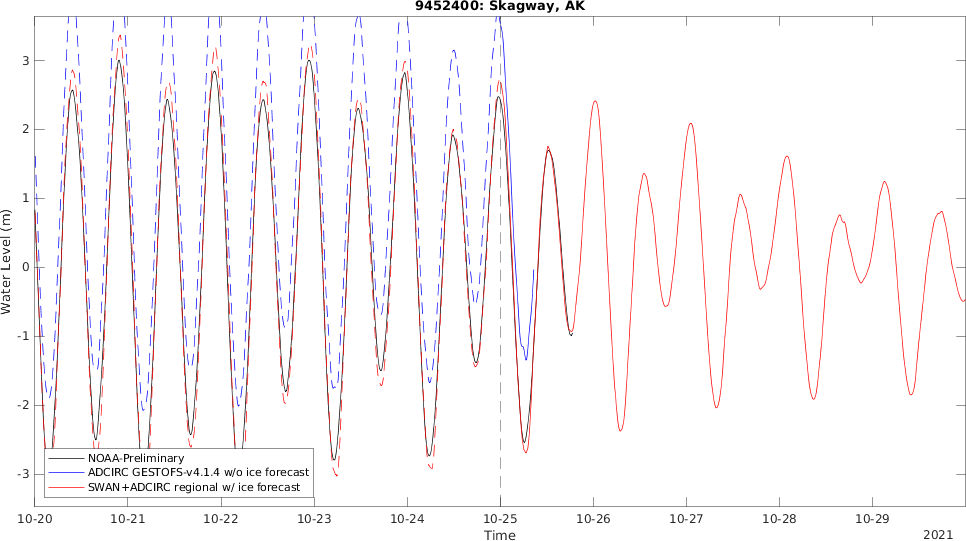 9452400: Skagway, AK
Water Level (m)
3
2
1
0
-1
-2
-3
NOAA-Preliminary
ADCIRC GESTOFS-v4.1.4 w/o ice forecast
SWAN+ADCIRC regional w/ ice forecast
10-20 10-21 10-22 10-23 10-24 10-25 10-26 10-27 10-28 10-29
Time
2021